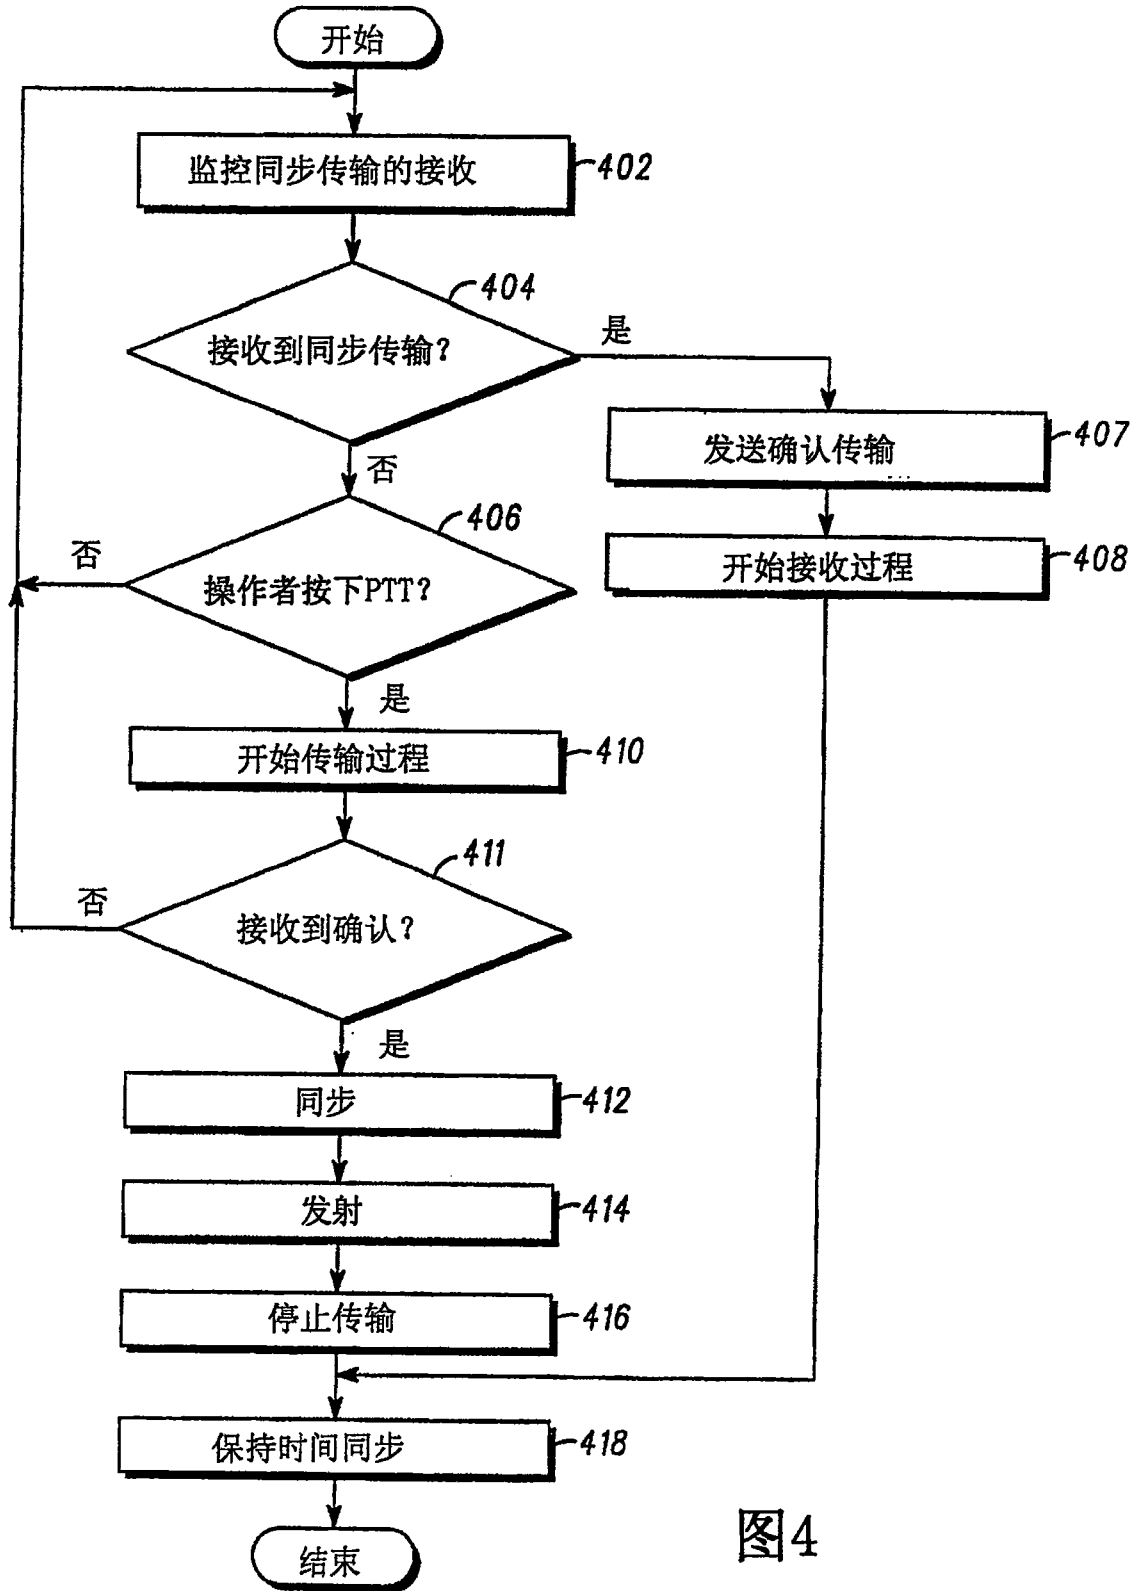 开始
监控同步传输的接收
402
404
接收到同步传输?
是
407
发送确认传输
否
406
408
开始接收过程
否
操作者按下PTT?
是
410
开始传输过程
411
否
接收到确认?
是
412
同步
414
发射
416
停止传输
418
保持时间同步
结束
图4